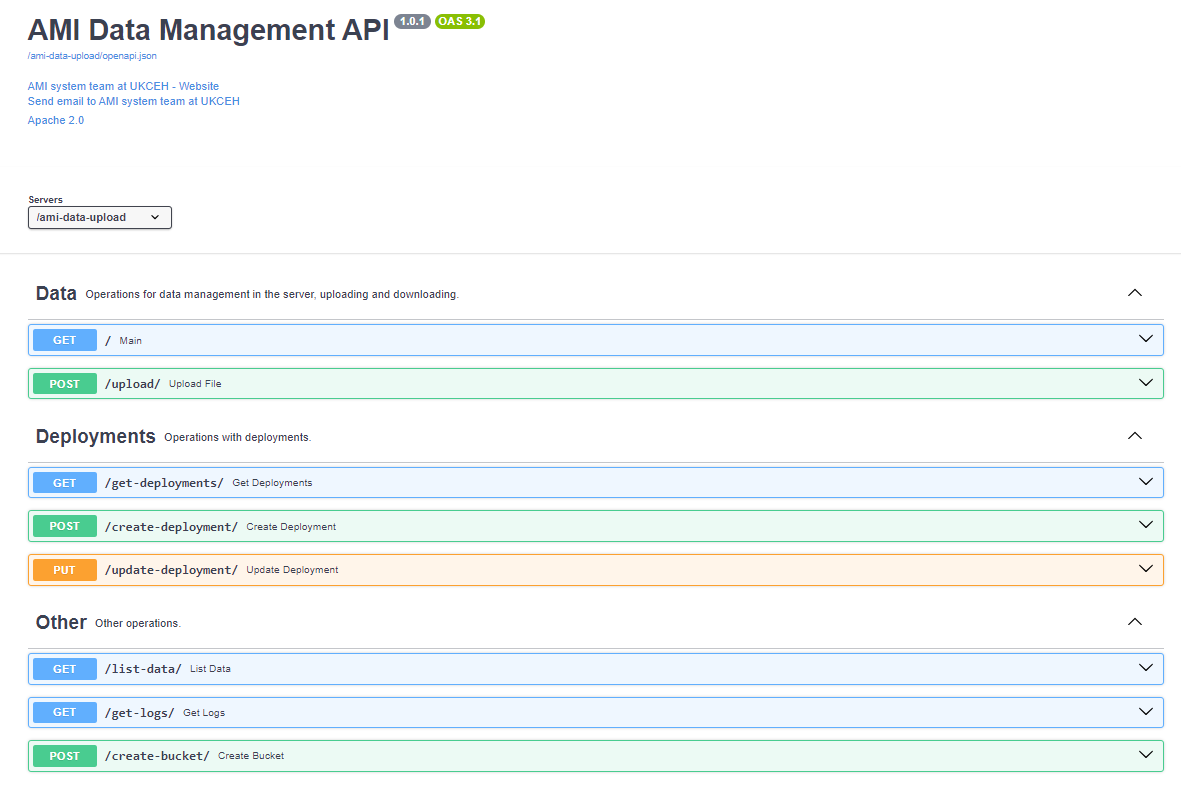 AMI Data Management API 1.0.1 OAS 3.1
/ami-data-upload/openapi.json
AMI system team at UKCEH - Website
Send email to AMI system team at UKCEH
Apache 2.0
Servers
/ami-data-upload
Data Operations for data management in the server, uploading and downloading.
GET / Main
POST /upload/ Upload File
Deployments Operations with deployments.
GET /get-deployments/ Get Deployments
POST /create-deployment/ Create Deployment
PUT /update-deployment/ Update Deployment
Other Other operations.
GET /list-data/ List Data
GET /get-logs/ Get Logs
POST /create-bucket/ Create Bucket